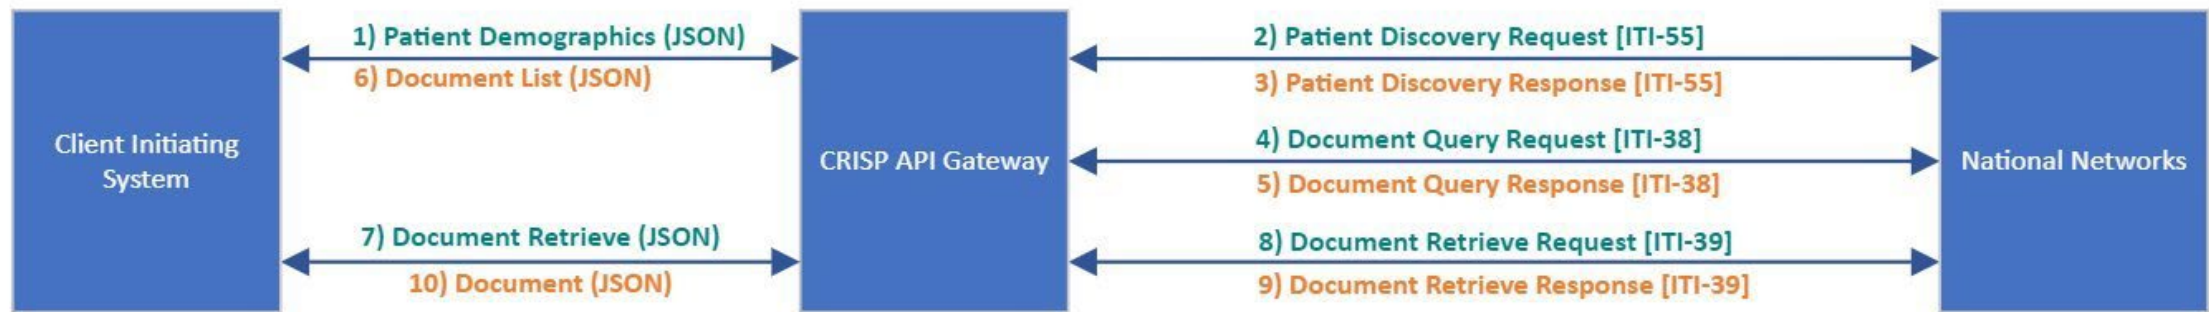 Client Initiating
System
1) Patient Demographics (JSON)
6) Document List (JSON)
7) Document Retrieve (JSON)
10) Document (JSON)
CRISP API Gateway
2) Patient Discovery Request [ITI-55]
3) Patient Discovery Response [ITI-55]
4) Document Query Request [ITI-38]
5) Document Query Response [ITI-38]
8) Document Retrieve Request [ITI-39]
9) Document Retrieve Response [ITI-39]
National Networks